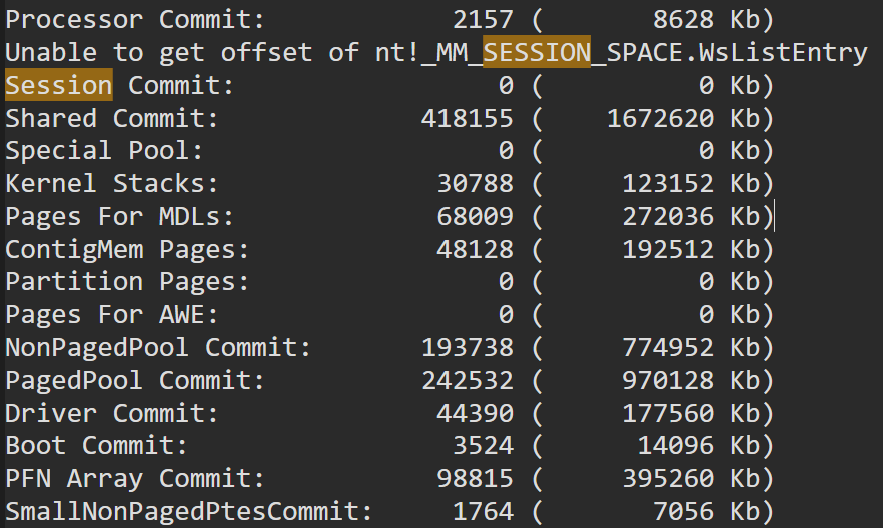 Processor Commit:              2157 (       8628 Kb)
Unable to get offset of nt!_MM_SESSION_SPACE.WsListEntry
Session Commit:                   0 (          0 Kb)
Shared Commit:               418155 (    1672620 Kb)
Special Pool:                     0 (          0 Kb)
Kernel Stacks:                30788 (     123152 Kb)
Pages For MDLs:               68009 (     272036 Kb)
ContigMem Pages:              48128 (     192512 Kb)
Partition Pages:                  0 (          0 Kb)
Pages For AWE:                    0 (          0 Kb)
NonPagedPool Commit:         193738 (     774952 Kb)
PagedPool Commit:            242532 (     970128 Kb)
Driver Commit:                44390 (     177560 Kb)
Boot Commit:                   3524 (      14096 Kb)
PFN Array Commit:             98815 (     395260 Kb)
SmallNonPagedPtesCommit:       1764 (       7056 Kb)